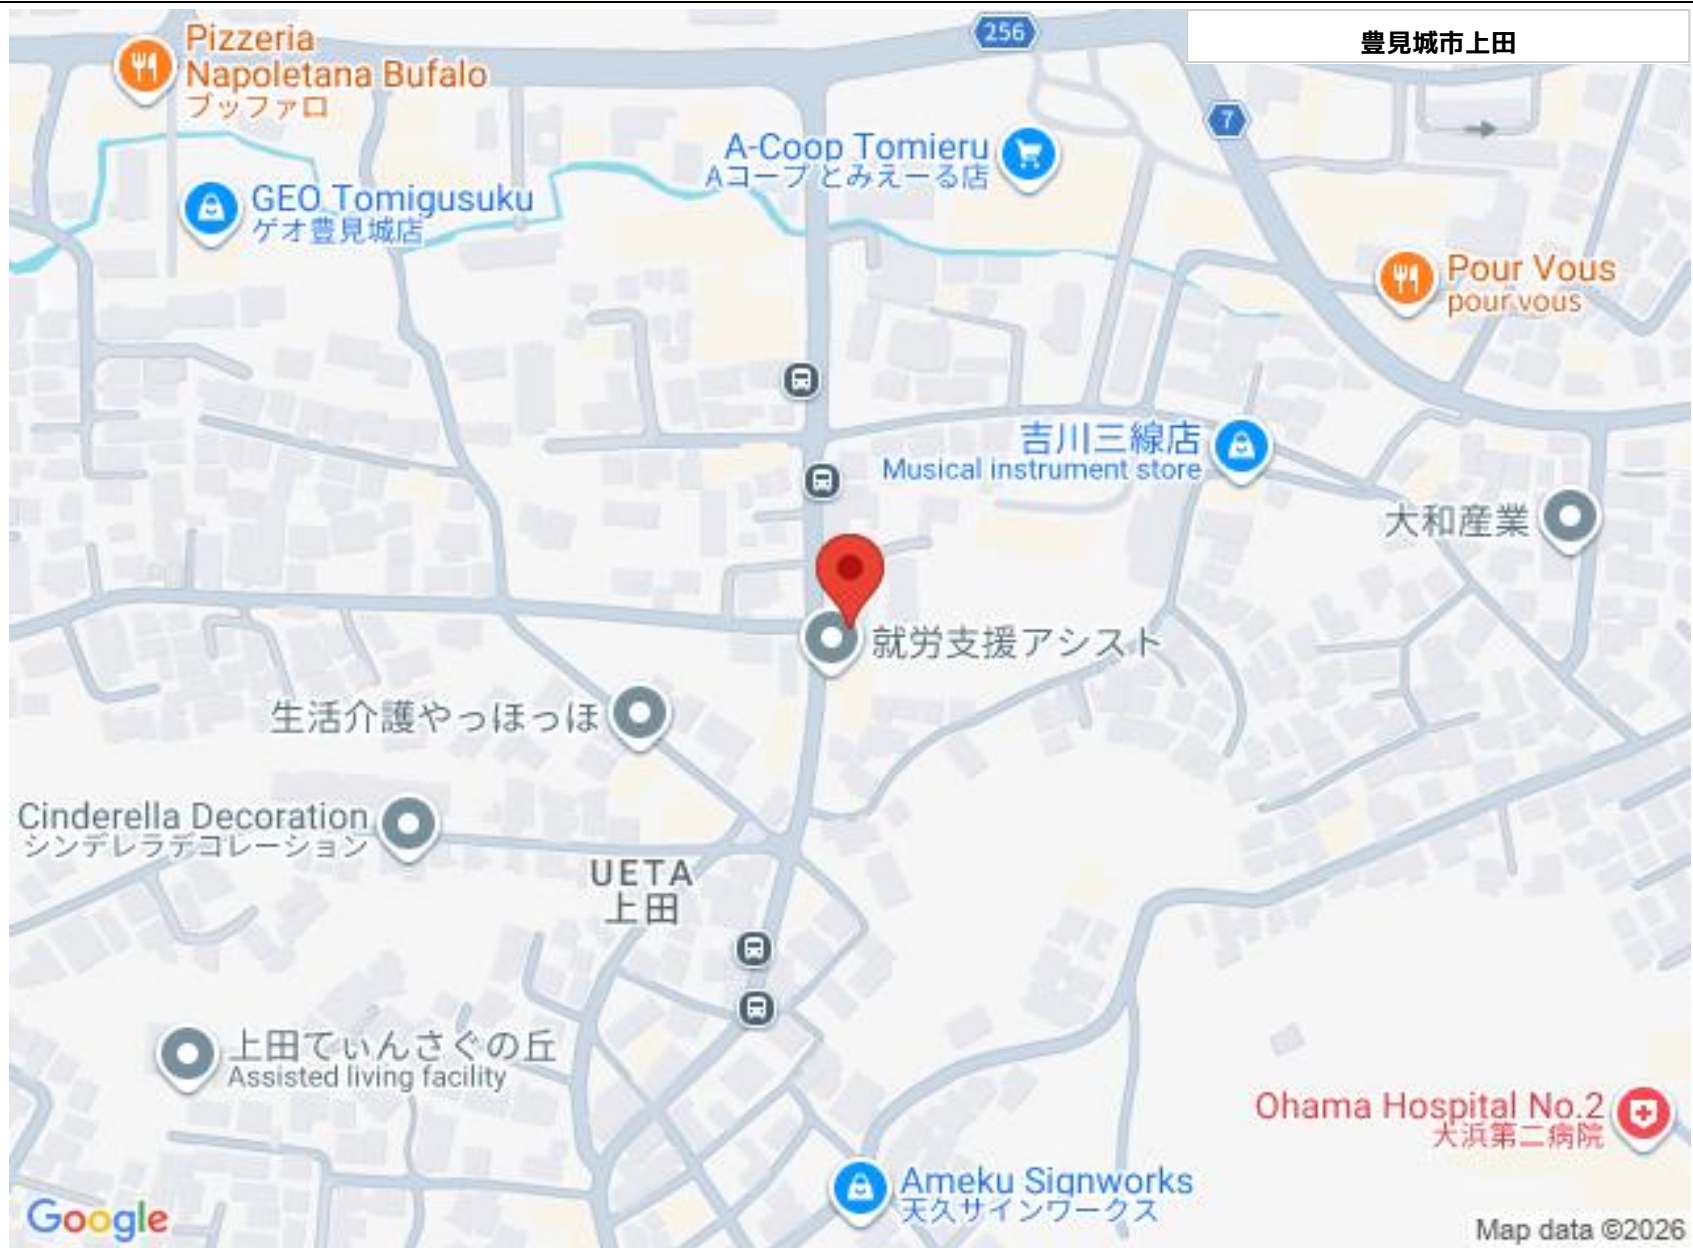 豊見城市上田
256
Pizzeria
Napoletana Bufalo
ブッファロ
7
A-Coop Tomieru
Aコープ とみえーる店
GEO Tomigusuku
ゲオ豊見城店
Pour Vous
pour vous
吉川三線店
Musical instrument store
大和産業
就労支援アシスト
生活介護やっほっほ
Cinderella Decoration
シンデレラデコレーション
UETA
上田
上田てぃんさぐの丘
Assisted living facility
Ohama Hospital No.2
大浜第二病院
Ameku Signworks
天久サインワークス
Google
Map data ©2026